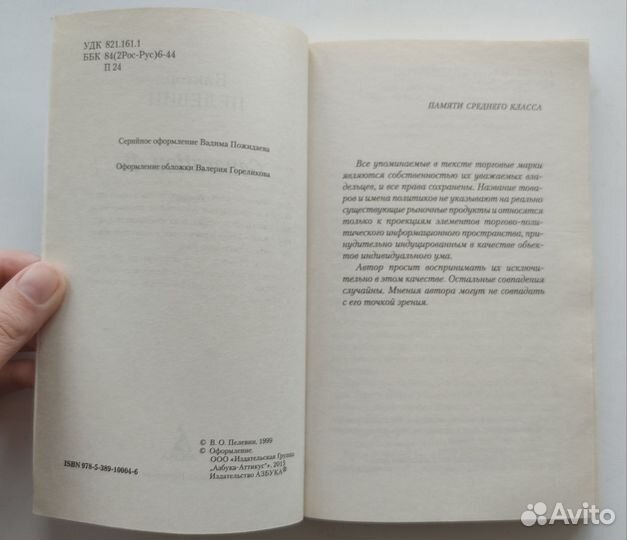 УДК 821.161.1
ББК 84(2Рос-Рус)6-44
П 24
Серийное оформление Вадима Пожидаева
Оформление обложки Валерия Гореликова
© В. О. Пелевин, 1999
© Оформление.
ООО «Издательская Группа
„Азбука-Аттикус“», 2015
Издательство АЗБУКА®
ISBN 978-5-389-10004-6
ПАМЯТИ СРЕДНЕГО КЛАССА
Все упоминаемые в тексте торговые марки
являются собственностью их уважаемых вла-
дельцев, и все права сохранены. Название това-
ров и имена политиков не указывают на реально
существующие рыночные продукты и относятся
только к проекциям элементов торгово-поли-
тического информационного пространства, при-
нудительно индуцированным в качестве объек-
тов индивидуального ума.
Автор просит воспринимать их исключи-
тельно в этом качестве. Остальные совпадения
случайны. Мнения автора могут не совпадать
с его точкой зрения.
Avito